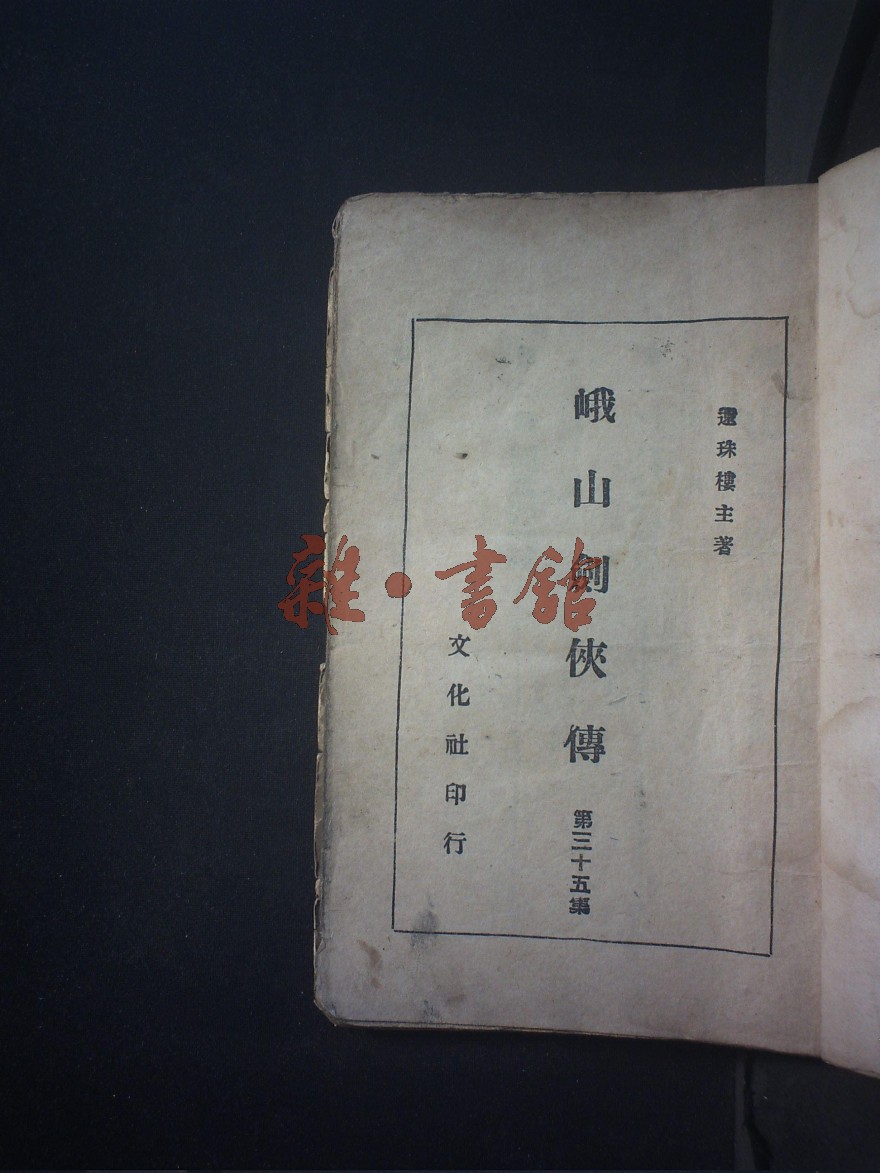 還珠樓主著
峨山劍俠傳
第三十五集
文化社印行
雜·書館